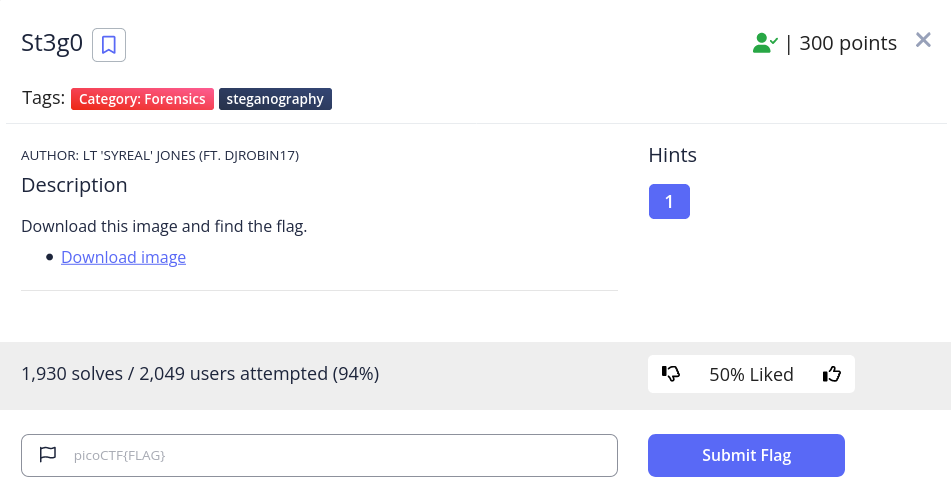 St3g0
| 300 points
Tags: Category: Forensics steganography
AUTHOR: LT 'SYREAL' JONES (FT. DJROBIN17)
Hints
Description
1
Download this image and find the flag.
Download image
1,930 solves / 2,049 users attempted (94%)
50% Liked
picoCTF{FLAG}
Submit Flag